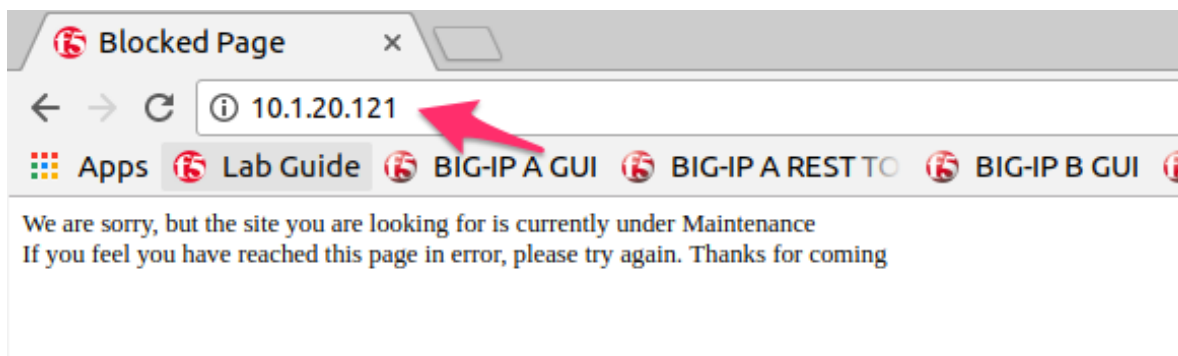 Blocked Page
10.1.20.121
Apps Lab Guide BIG-IP A GUI BIG-IP A REST TO BIG-IP B GUI
We are sorry, but the site you are looking for is currently under Maintenance
If you feel you have reached this page in error, please try again. Thanks for coming